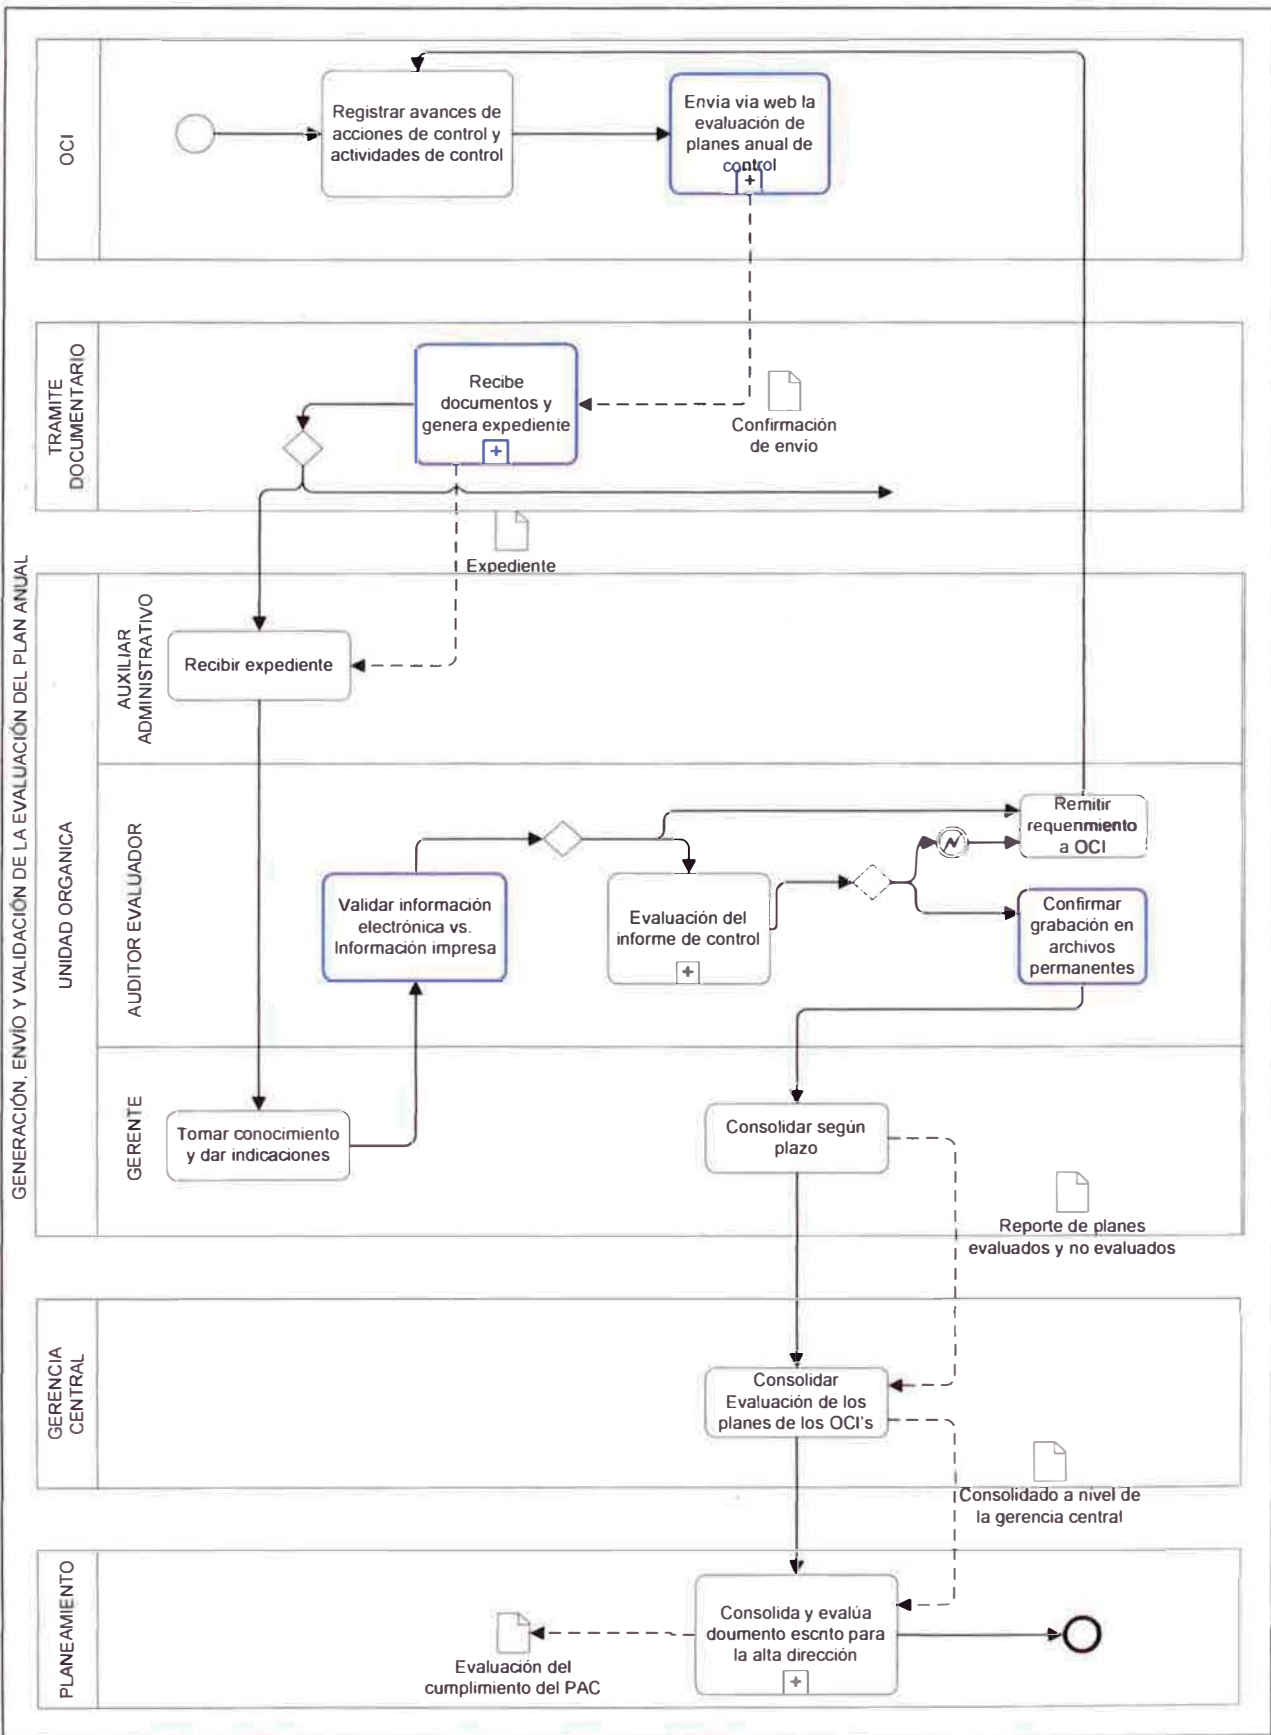 GENERACIÓN, ENVÍO Y VALIDACIÓN DE LA EVALUACIÓN DEL PLAN ANUAL
OCI
Registrar avances de
acciones de control y
actividades de control
Envía via web la
evaluación de
planes anual de
control
TRAMITE
DOCUMENTARIO
Recibe
documentos y
genera expediente
Confirmación
de envio
Expediente
UNIDAD ORGANICA
AUXILIAR
ADMINISTRATIVO
Recibir expediente
AUDITOR EVALUADOR
Validar información
electrónica vs.
Información impresa
Evaluación del
informe de control
Remitir
requerimiento
a OCI
Confirmar
grabación en
archivos
permanentes
GERENTE
Tomar conocimiento
y dar indicaciones
Consolidar según
plazo
Reporte de planes
evaluados y no evaluados
GERENCIA
CENTRAL
Consolidar
Evaluación de los
planes de los OCI's
Consolidado a nivel de
la gerencia central
PLANEAMIENTO
Consolida y evalúa
doumento escrito para
la alta dirección
Evaluación del
cumplimiento del PAC